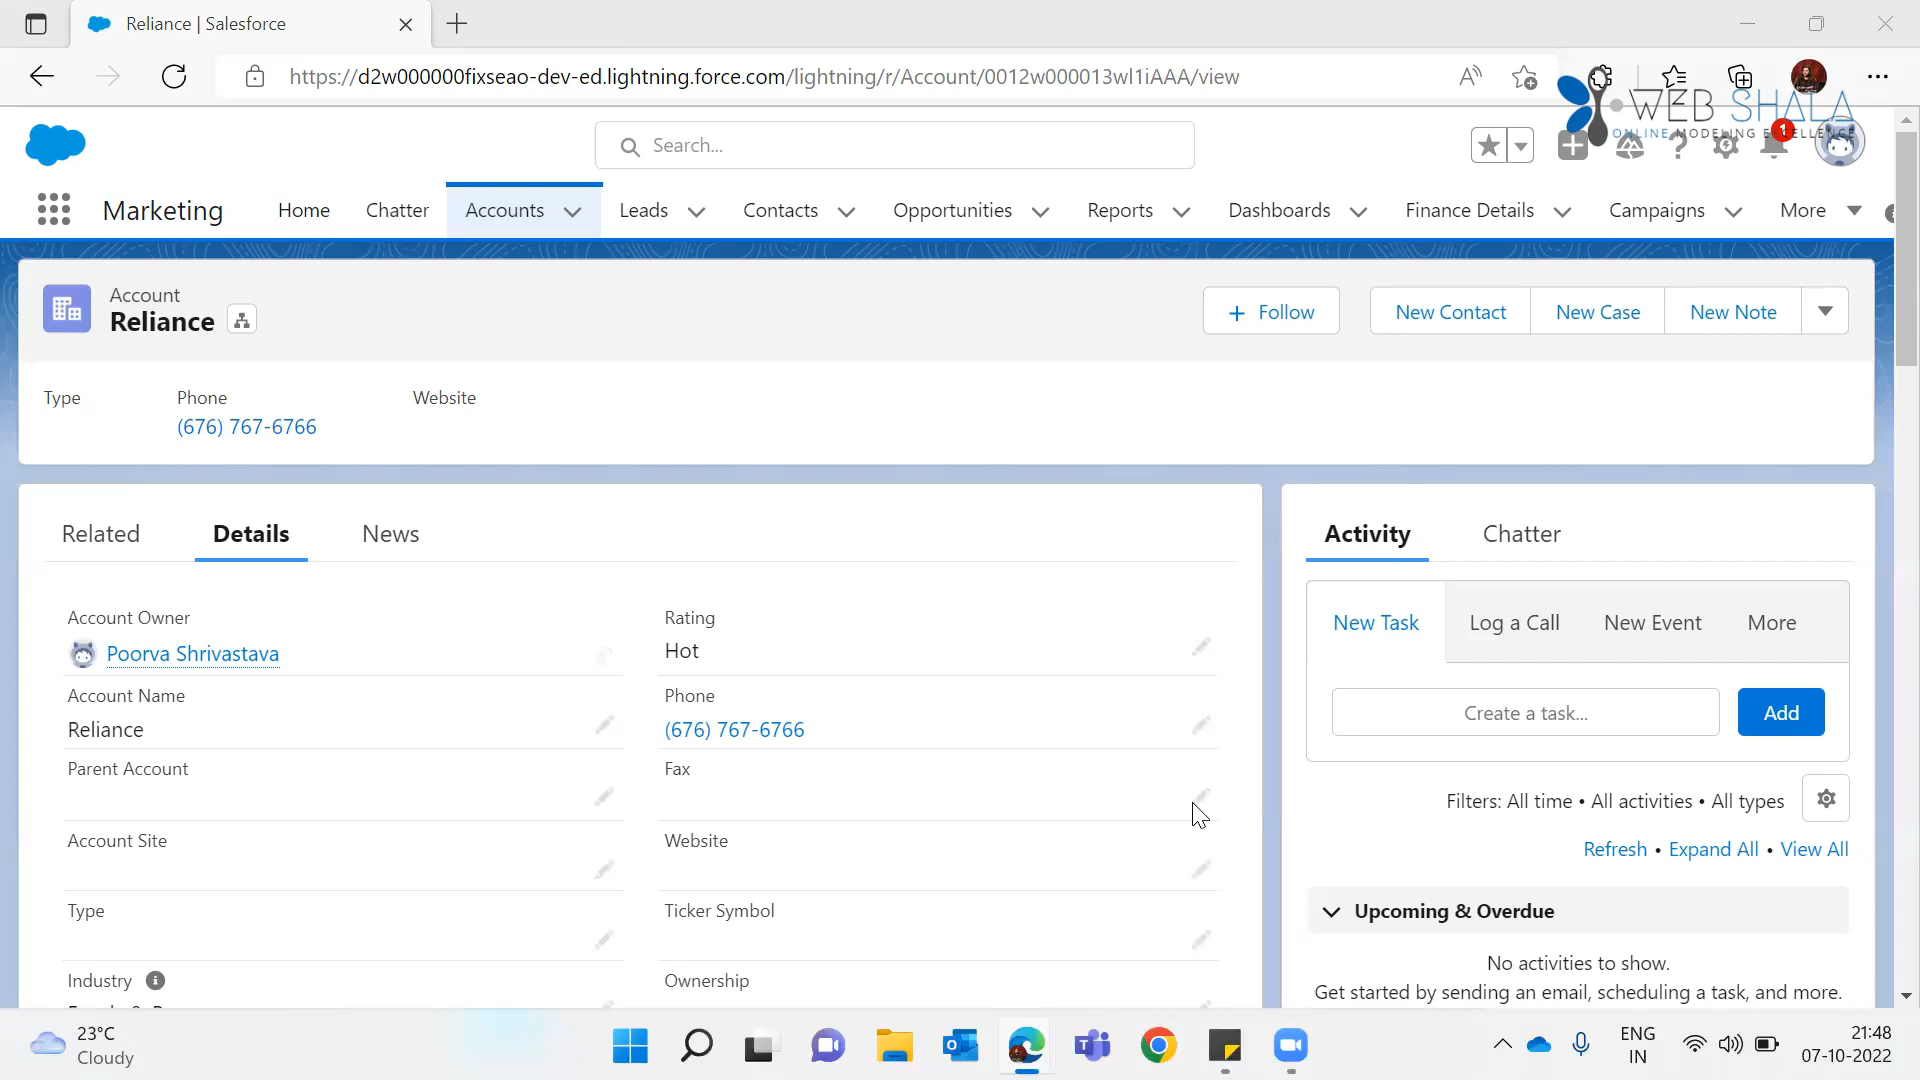 Reliance | Salesforce
https://d2w000000fixseao-dev-ed.lightning.force.com/lightning/r/Account/0012w000013wl1iAAA/view
WEB SHALA
ONLINE MODELING EXCELLENCE
Search...
1
Marketing Home Chatter Accounts Leads Contacts Opportunities Reports Dashboards Finance Details Campaigns More
Account
Reliance
+ Follow New Contact New Case New Note
Type Phone Website
(676) 767-6766
Related Details News
Activity Chatter
Account Owner Rating
Poorva Shrivastava Hot
New Task Log a Call New Event More
Account Name Phone
Reliance (676) 767-6766
Create a task... Add
Parent Account Fax
Filters: All time • All activities • All types
Account Site Website
Refresh • Expand All • View All
Type Ticker Symbol
Upcoming & Overdue
Industry Ownership
No activities to show.
Get started by sending an email, scheduling a task, and more.
23°C
Cloudy
ENG
IN
21:48
07-10-2022